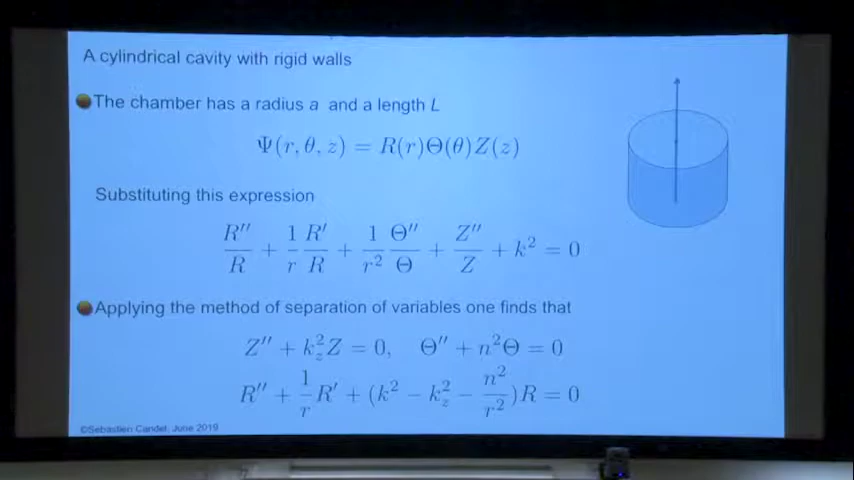 A cylindrical cavity with rigid walls
The chamber has a radius a and a length L
Ψ(r, θ, z) = R(r)Θ(θ)Z(z)
Substituting this expression
R″/R + 1/r R′/R + 1/r² Θ″/Θ + Z″/Z + k² = 0
Applying the method of separation of variables one finds that
Z″ + k_z²Z = 0, Θ″ + n²Θ = 0
R″ + 1/r R′ + (k² − k_z² − n²/r²)R = 0
©Sebastien Candel, June 2019